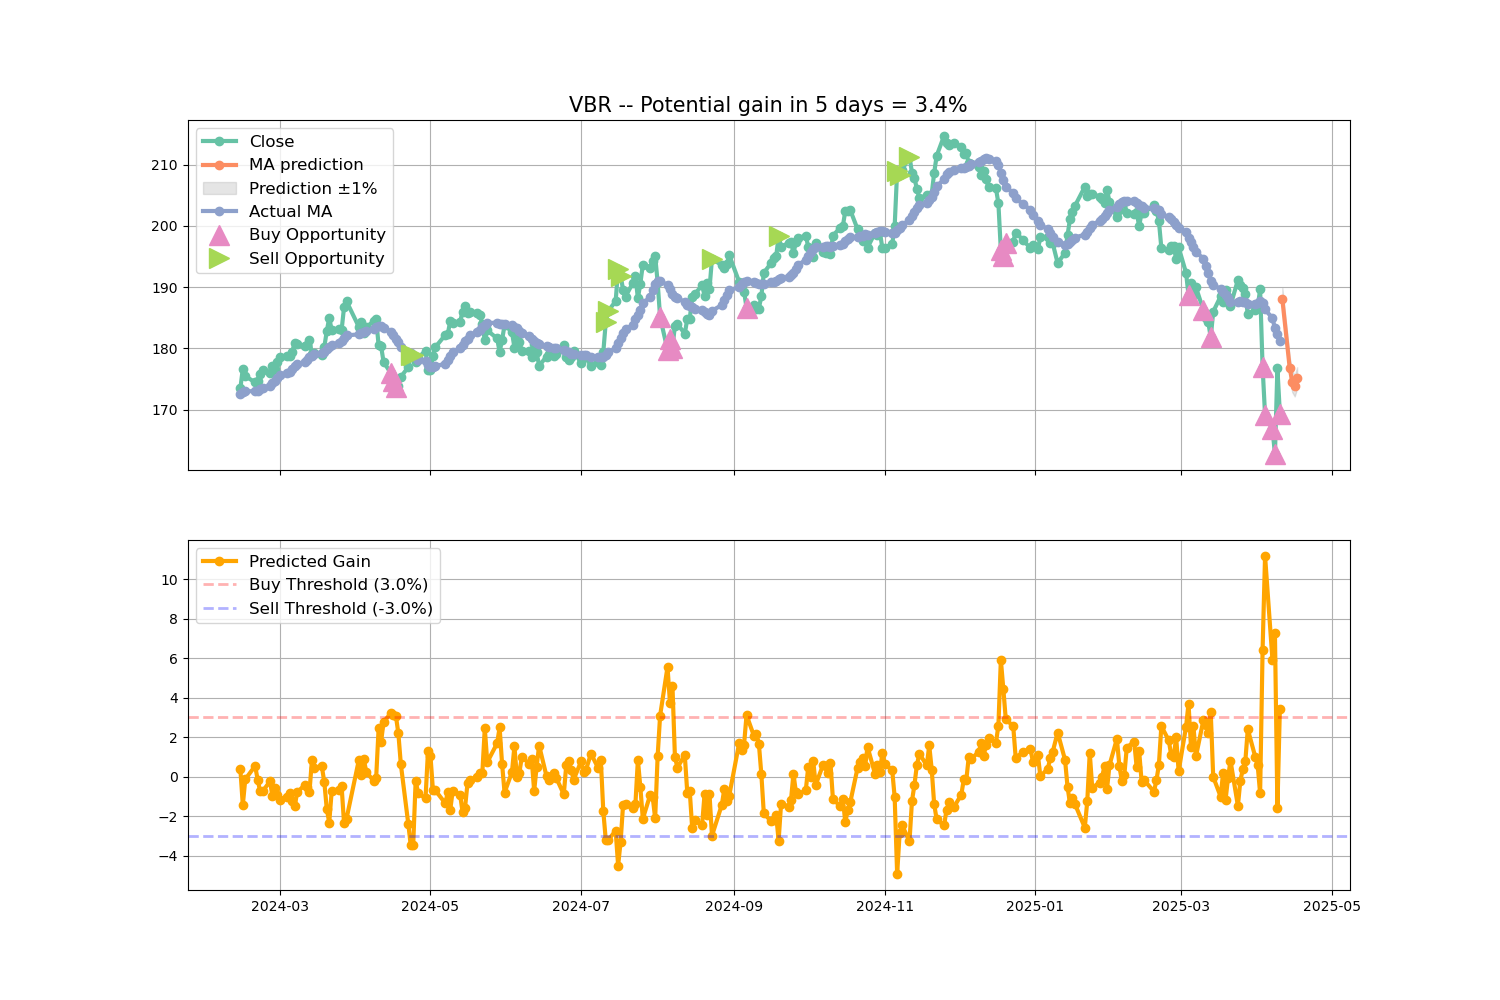 VBR -- Potential gain in 5 days = 3.4%
Close
MA prediction
Prediction ±1%
Actual MA
Buy Opportunity
Sell Opportunity
210
200
190
180
170
Predicted Gain
Buy Threshold (3.0%)
Sell Threshold (-3.0%)
10
8
6
4
2
0
−2
−4
2024-03 2024-05 2024-07 2024-09 2024-11 2025-01 2025-03 2025-05